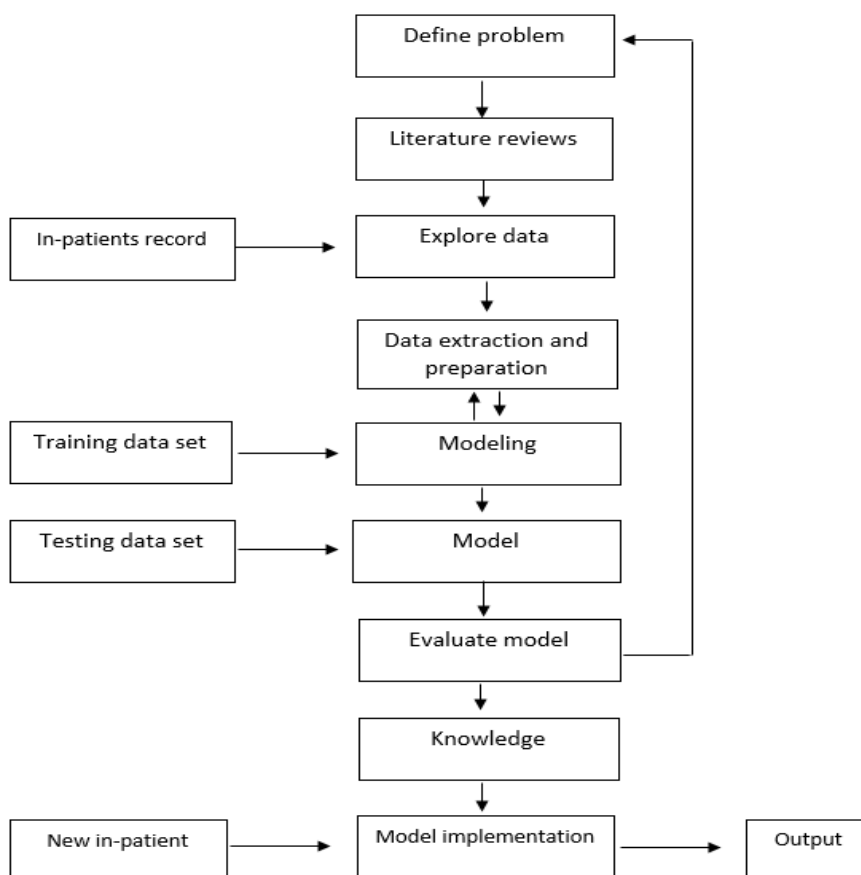 Define problem
Literature reviews
In-patients record
Explore data
Data extraction and
preparation
Training data set
Modeling
Testing data set
Model
Evaluate model
Knowledge
New in-patient
Model implementation
Output